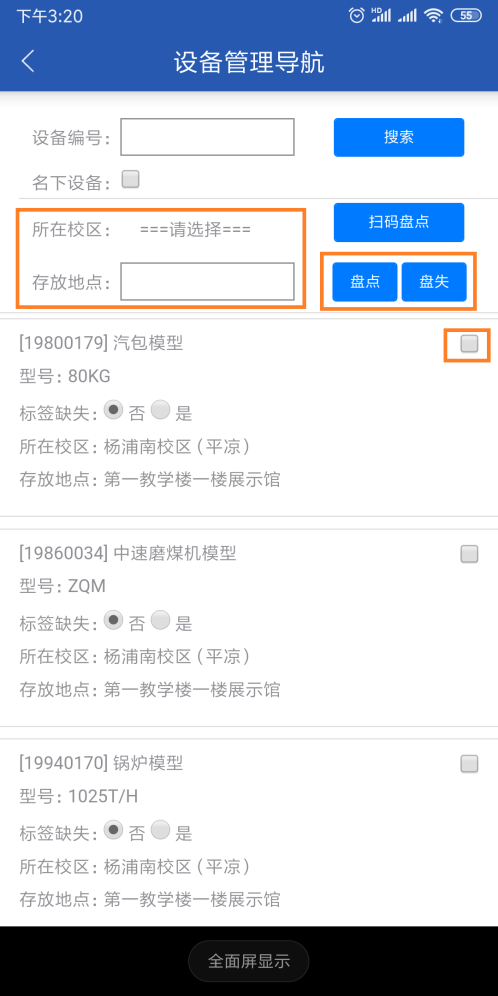 下午3:20 HD 55
设备管理导航
设备编号: 搜索
名下设备:
所在校区: ===请选择=== 扫码盘点
存放地点: 盘点 盘失
[19800179] 汽包模型
型号: 80KG
标签缺失: 否 是
所在校区: 杨浦南校区 (平凉)
存放地点: 第一教学楼一楼展示馆
[19860034] 中速磨煤机模型
型号: ZQM
标签缺失: 否 是
所在校区: 杨浦南校区 (平凉)
存放地点: 第一教学楼一楼展示馆
[19940170] 锅炉模型
型号: 1025T/H
标签缺失: 否 是
所在校区: 杨浦南校区 (平凉)
存放地点: 第一教学楼一楼展示馆
全面屏显示